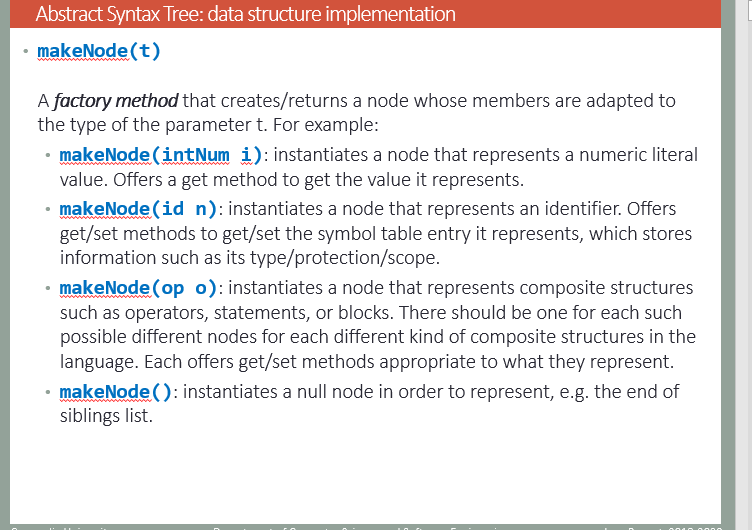 Abstract Syntax Tree: data structure implementation
• makeNode(t)
A factory method that creates/returns a node whose members are adapted to
the type of the parameter t. For example:
• makeNode(intNum i): instantiates a node that represents a numeric literal
value. Offers a get method to get the value it represents.
• makeNode(id n): instantiates a node that represents an identifier. Offers
get/set methods to get/set the symbol table entry it represents, which stores
information such as its type/protection/scope.
• makeNode(op o): instantiates a node that represents composite structures
such as operators, statements, or blocks. There should be one for each such
possible different nodes for each different kind of composite structures in the
language. Each offers get/set methods appropriate to what they represent.
• makeNode(): instantiates a null node in order to represent, e.g. the end of
siblings list.